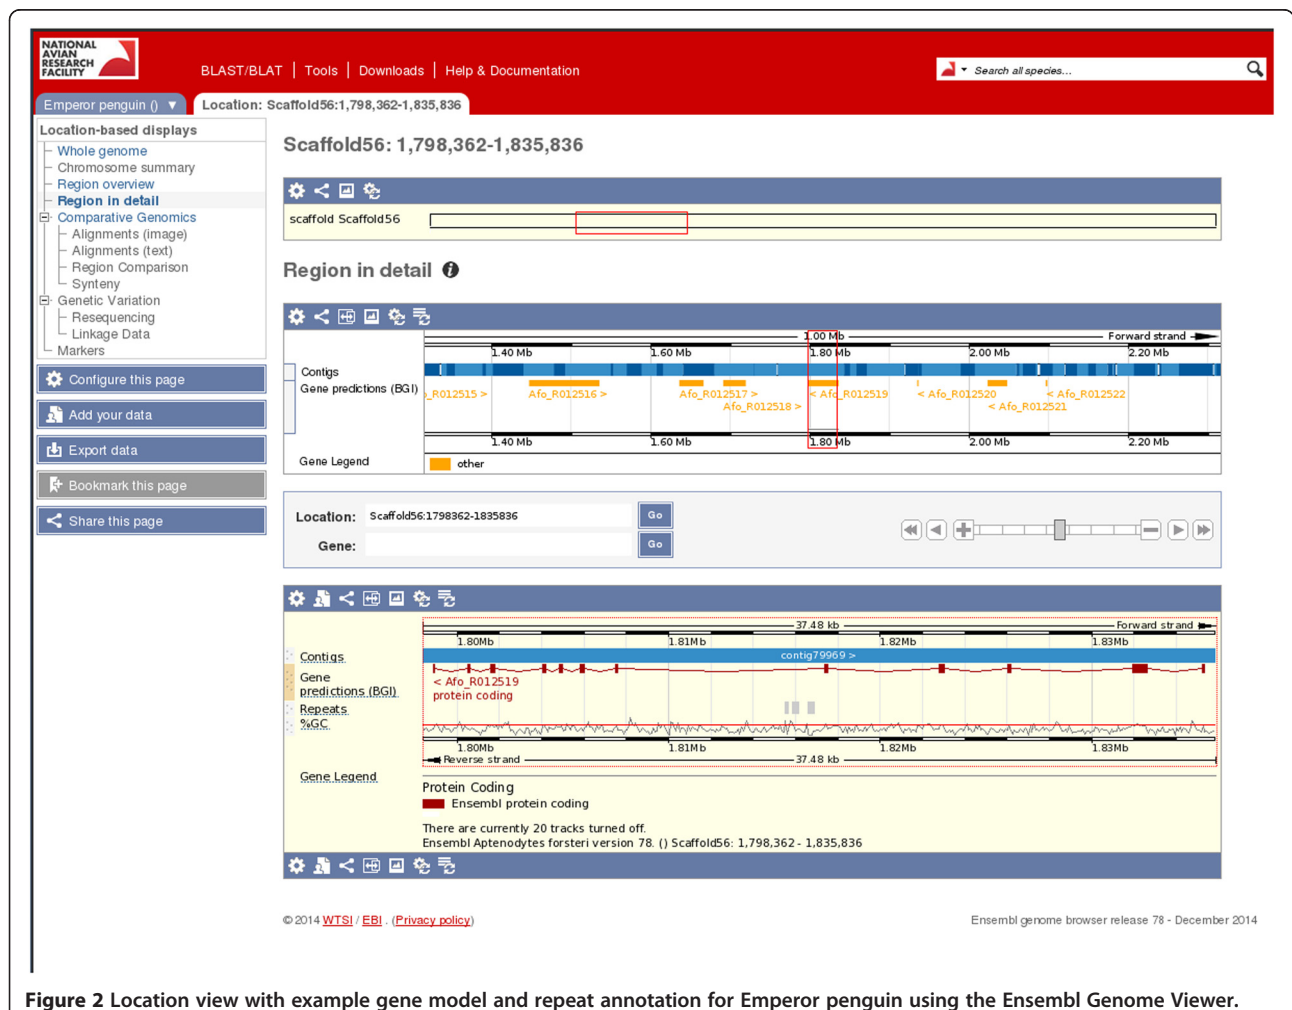 NATIONAL
AVIAN
RESEARCH
FACILITY
BLAST/BLAT | Tools | Downloads | Help & Documentation
Search all species...
Emperor penguin () ▼
Location: Scaffold56:1,798,362-1,835,836
Location-based displays
Whole genome
Chromosome summary
Region overview
Region in detail
Comparative Genomics
Alignments (image)
Alignments (text)
Region Comparison
Synteny
Genetic Variation
Resequencing
Linkage Data
Markers
Configure this page
Add your data
Export data
Bookmark this page
Share this page
Scaffold56: 1,798,362-1,835,836
scaffold Scaffold56
Region in detail i
1.00 Mb Forward strand
1.40 Mb 1.60 Mb 1.80 Mb 2.00 Mb 2.20 Mb
Contigs
Gene predictions (BGI)
_R012515 > Afo_R012516 > Afo_R012517 > < Afo_R012519 < Afo_R012520 < Afo_R012522
Afo_R012518 > < Afo_R012521
1.40 Mb 1.60 Mb 1.80 Mb 2.00 Mb 2.20 Mb
Gene Legend
other
Location: Scaffold56:1798362-1835836 Go
Gene: Go
37.48 kb Forward strand
1.80Mb 1.81Mb 1.82Mb 1.83Mb
Contigs
contig79969 >
Gene
predictions (BGI)
< Afo_R012519
protein coding
Repeats
%GC
1.80Mb 1.81Mb 1.82Mb 1.83Mb
Reverse strand 37.48 kb
Gene Legend
Protein Coding
Ensembl protein coding
There are currently 20 tracks turned off.
Ensembl Aptenodytes forsteri version 78. () Scaffold56: 1,798,362 - 1,835,836
© 2014 WTSI / EBI . (Privacy policy)
Ensembl genome browser release 78 - December 2014
Figure 2 Location view with example gene model and repeat annotation for Emperor penguin using the Ensembl Genome Viewer.